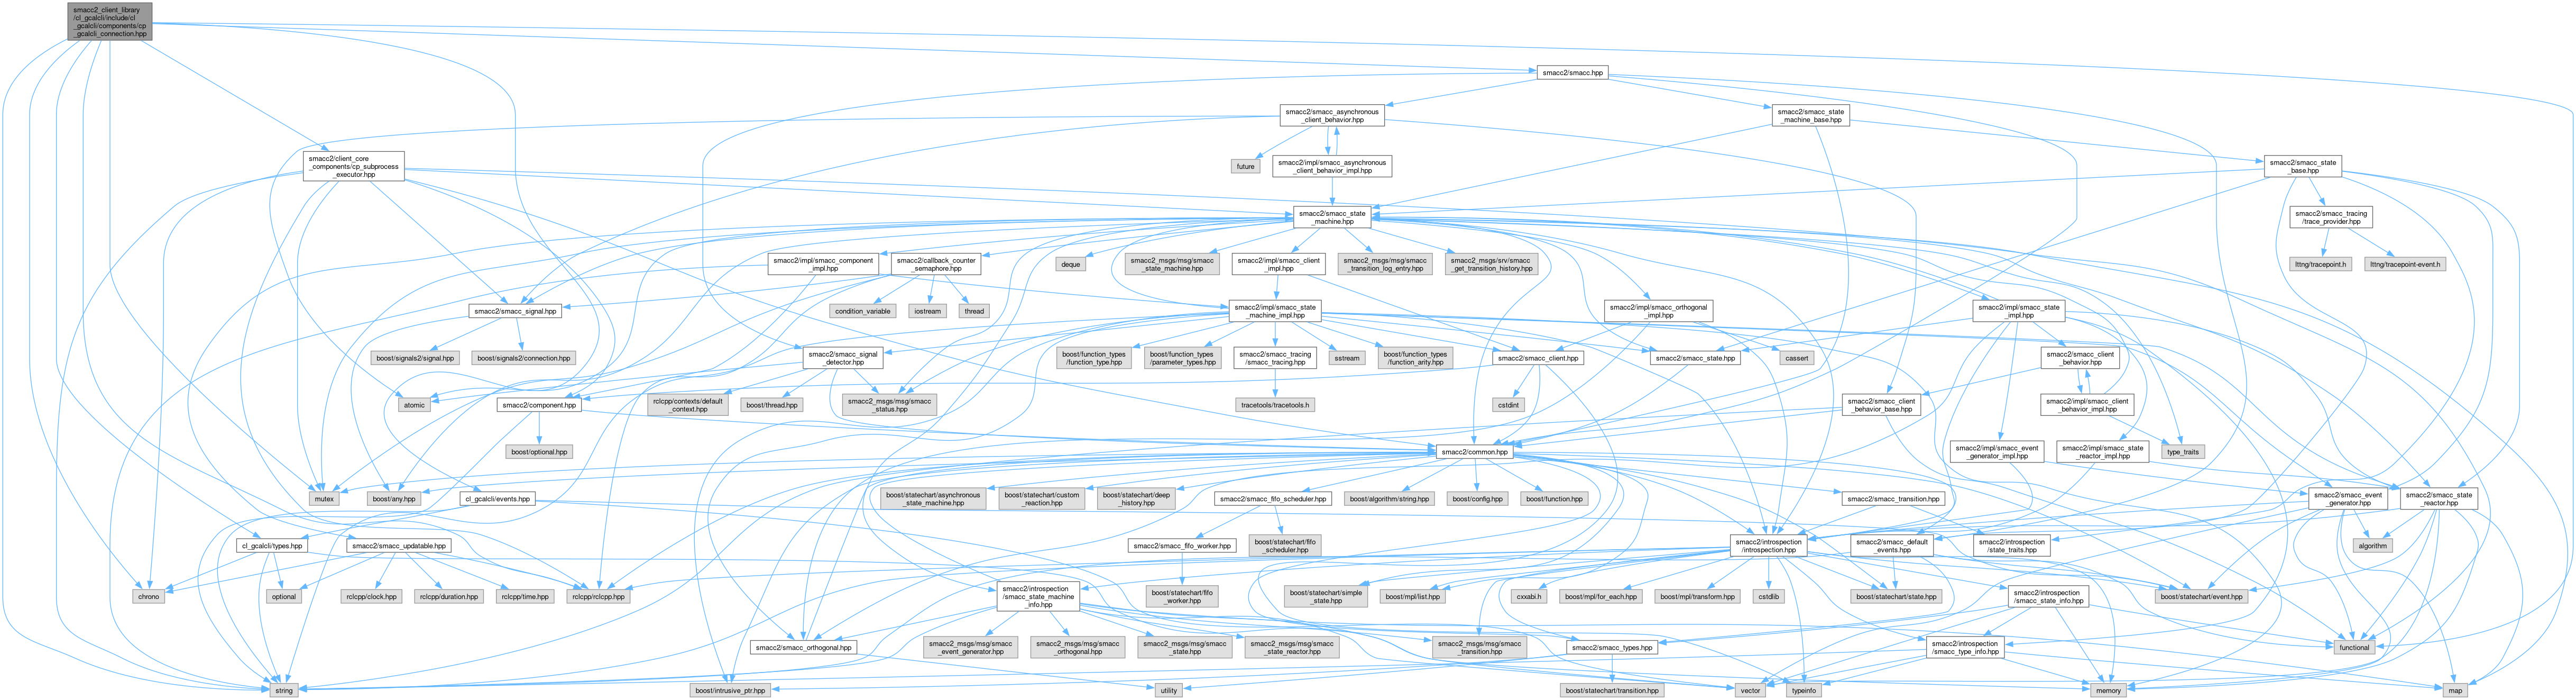 smacc2_client_library
/cl_gcalcli/include/cl
_gcalcli/components/cp
_gcalcli_connection.hpp
smacc2/smacc.hpp
smacc2/smacc_asynchronous
_client_behavior.hpp
smacc2/smacc_state
_machine_base.hpp
smacc2/client_core
_components/cp_subprocess
_executor.hpp
future
smacc2/impl/smacc_asynchronous
_client_behavior_impl.hpp
smacc2/smacc_state
_base.hpp
smacc2/smacc_state
_machine.hpp
smacc2/smacc_tracing
/trace_provider.hpp
smacc2/impl/smacc_component
_impl.hpp
smacc2/callback_counter
_semaphore.hpp
deque
smacc2_msgs/msg/smacc
_state_machine.hpp
smacc2/impl/smacc_client
_impl.hpp
smacc2_msgs/msg/smacc
_transition_log_entry.hpp
smacc2_msgs/srv/smacc
_get_transition_history.hpp
lttng/tracepoint.h
lttng/tracepoint-event.h
smacc2/smacc_signal.hpp
condition_variable
iostream
thread
smacc2/impl/smacc_state
_machine_impl.hpp
smacc2/impl/smacc_orthogonal
_impl.hpp
smacc2/impl/smacc_state
_impl.hpp
boost/signals2/signal.hpp
boost/signals2/connection.hpp
smacc2/smacc_signal
_detector.hpp
boost/function_types
/function_type.hpp
boost/function_types
/parameter_types.hpp
smacc2/smacc_tracing
/smacc_tracing.hpp
sstream
boost/function_types
/function_arity.hpp
smacc2/smacc_client.hpp
smacc2/smacc_state.hpp
cassert
smacc2/smacc_client
_behavior.hpp
atomic
smacc2/component.hpp
rclcpp/contexts/default
_context.hpp
boost/thread.hpp
smacc2_msgs/msg/smacc
_status.hpp
tracetools/tracetools.h
cstdint
smacc2/smacc_client
_behavior_base.hpp
smacc2/impl/smacc_client
_behavior_impl.hpp
boost/optional.hpp
smacc2/common.hpp
smacc2/impl/smacc_event
_generator_impl.hpp
smacc2/impl/smacc_state
_reactor_impl.hpp
type_traits
mutex
boost/any.hpp
cl_gcalcli/events.hpp
boost/statechart/asynchronous
_state_machine.hpp
boost/statechart/custom
_reaction.hpp
boost/statechart/deep
_history.hpp
smacc2/smacc_fifo_scheduler.hpp
boost/algorithm/string.hpp
boost/config.hpp
boost/function.hpp
smacc2/smacc_transition.hpp
smacc2/smacc_event
_generator.hpp
smacc2/smacc_state
_reactor.hpp
cl_gcalcli/types.hpp
smacc2/smacc_updatable.hpp
smacc2/smacc_fifo_worker.hpp
boost/statechart/fifo
_scheduler.hpp
smacc2/introspection
/introspection.hpp
smacc2/smacc_default
_events.hpp
smacc2/introspection
/state_traits.hpp
algorithm
chrono
optional
rclcpp/clock.hpp
rclcpp/duration.hpp
rclcpp/time.hpp
rclcpp/rclcpp.hpp
smacc2/introspection
/smacc_state_machine
_info.hpp
boost/statechart/fifo
_worker.hpp
boost/statechart/simple
_state.hpp
boost/mpl/list.hpp
cxxabi.h
boost/mpl/for_each.hpp
boost/mpl/transform.hpp
cstdlib
boost/statechart/state.hpp
smacc2/introspection
/smacc_state_info.hpp
boost/statechart/event.hpp
smacc2/smacc_orthogonal.hpp
smacc2_msgs/msg/smacc
_event_generator.hpp
smacc2_msgs/msg/smacc
_orthogonal.hpp
smacc2_msgs/msg/smacc
_state.hpp
smacc2_msgs/msg/smacc
_state_reactor.hpp
smacc2_msgs/msg/smacc
_transition.hpp
smacc2/smacc_types.hpp
smacc2/introspection
/smacc_type_info.hpp
functional
string
boost/intrusive_ptr.hpp
utility
boost/statechart/transition.hpp
vector
typeinfo
memory
map